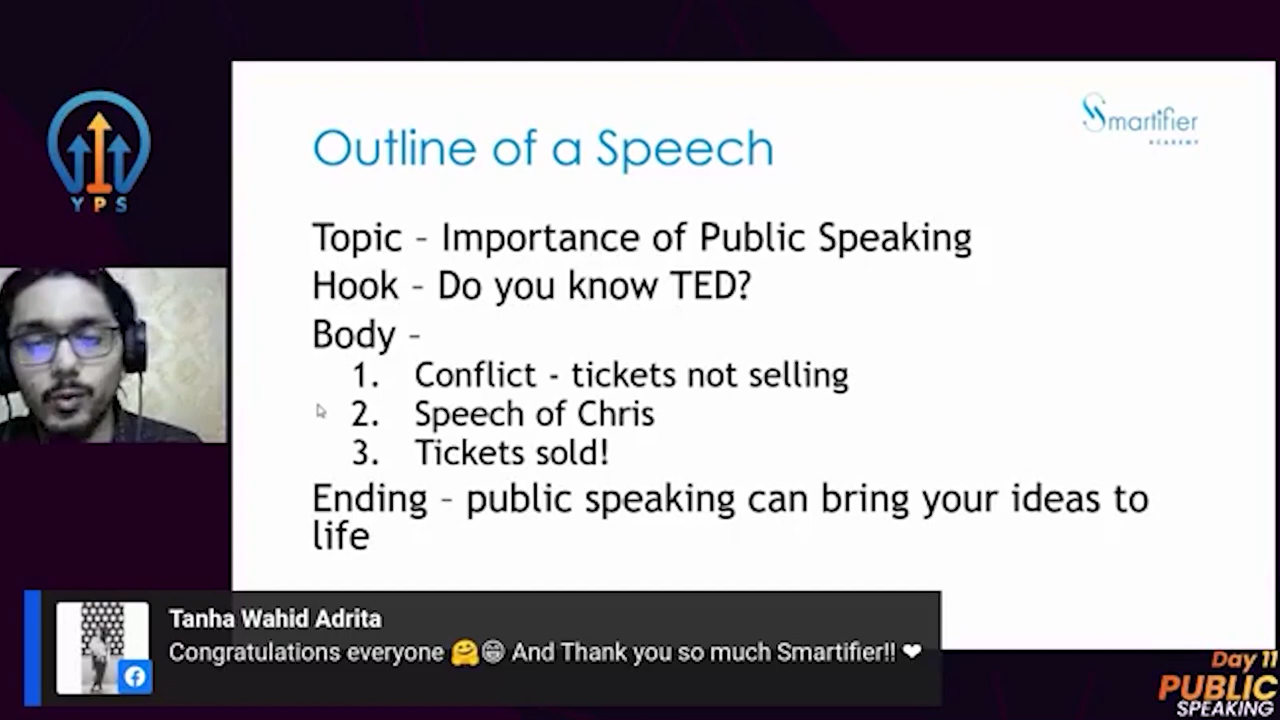 Smartifier
ACADEMY
YPS
Outline of a Speech
Topic – Importance of Public Speaking
Hook – Do you know TED?
Body –
1. Conflict - tickets not selling
2. Speech of Chris
3. Tickets sold!
Ending – public speaking can bring your ideas to
life
Tanha Wahid Adrita
Congratulations everyone 🤗😁 And Thank you so much Smartifier!! ❤
Day 11
PUBLIC
SPEAKING